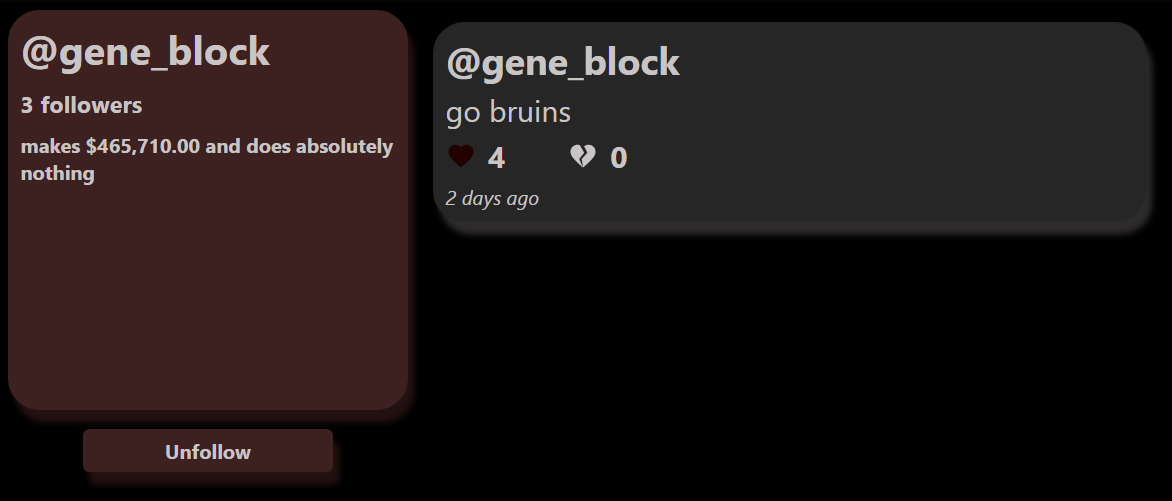 @gene_block
3 followers
makes $465,710.00 and does absolutely
nothing
Unfollow
@gene_block
go bruins
4 0
2 days ago